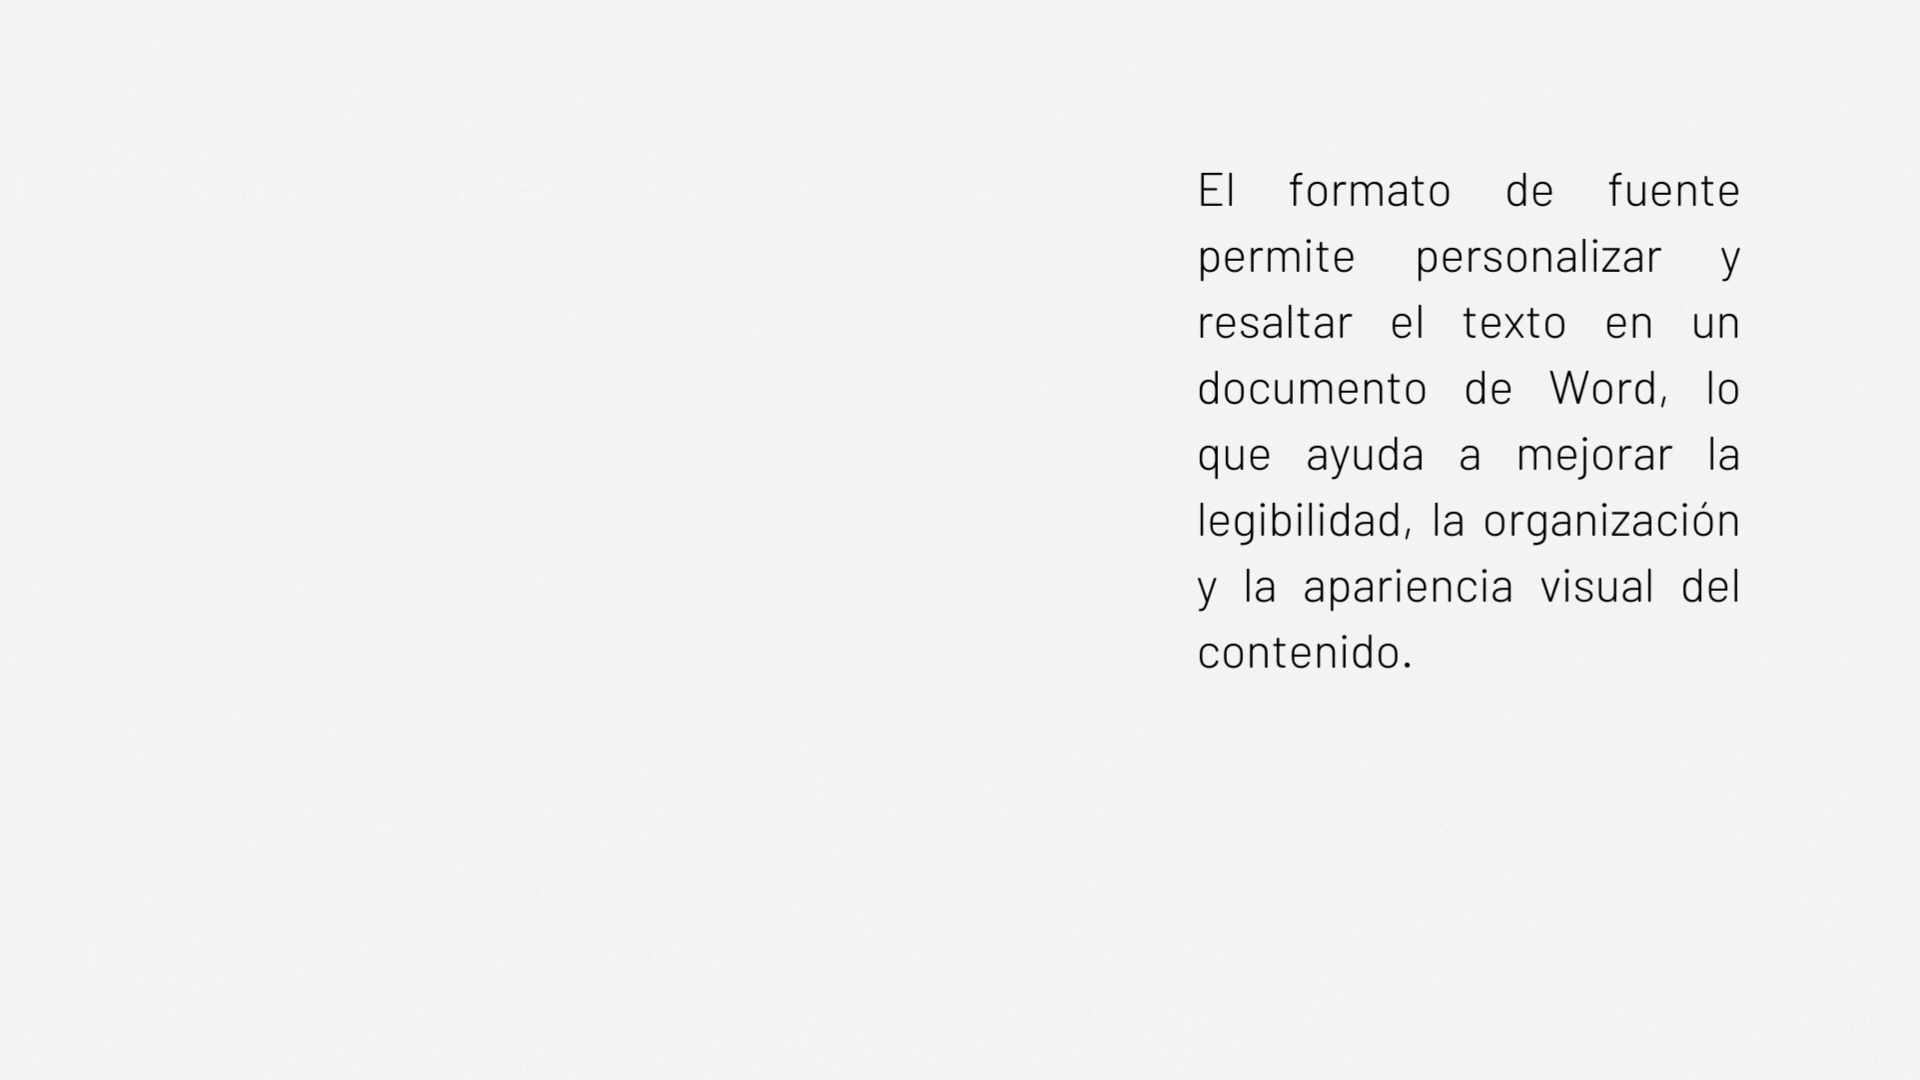 El formato de fuente
permite personalizar y
resaltar el texto en un
documento de Word, lo
que ayuda a mejorar la
legibilidad, la organización
y la apariencia visual del
contenido.